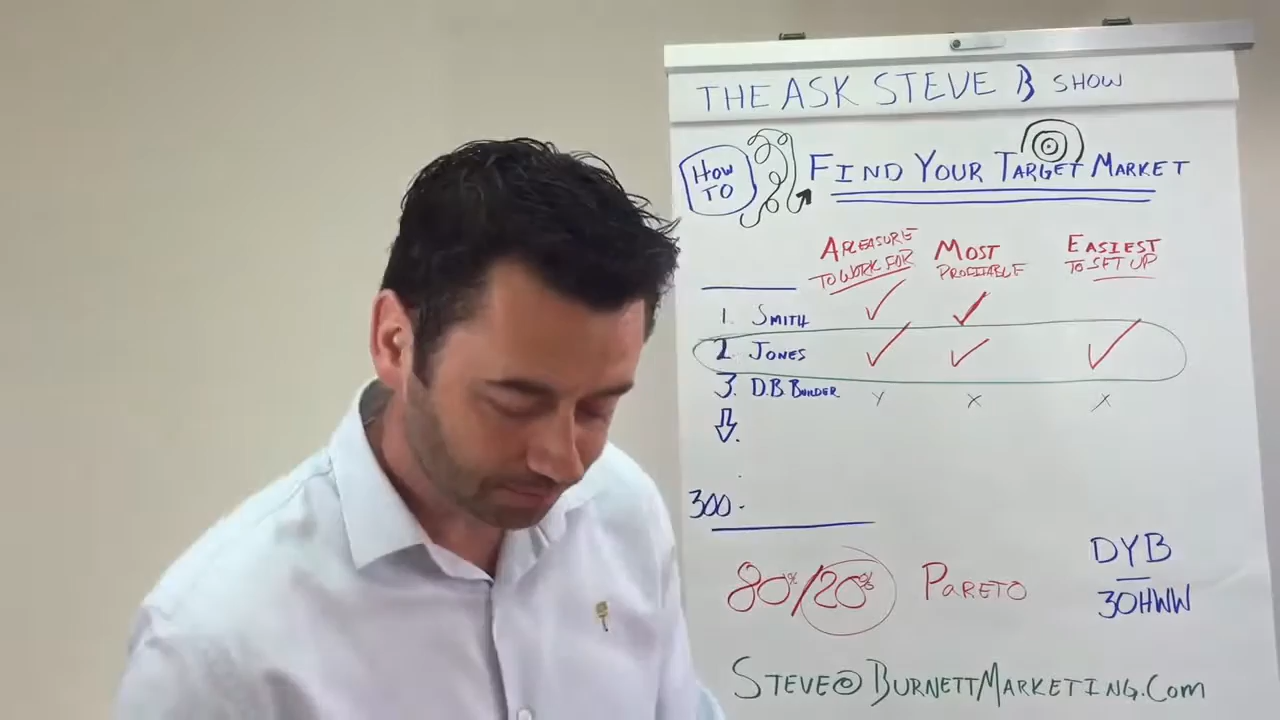 THE ASK STEVE B SHOW
HOW TO FIND YOUR TARGET MARKET
A PLEASURE TO WORK FOR
MOST PROFITABLE
EASIEST TO SET UP
1. SMITH
2. JONES
3. D.B. BUILDER Y X X
300.
80%/20% PARETO
DYB
30HWW
STEVE@BURNETTMARKETING.COM